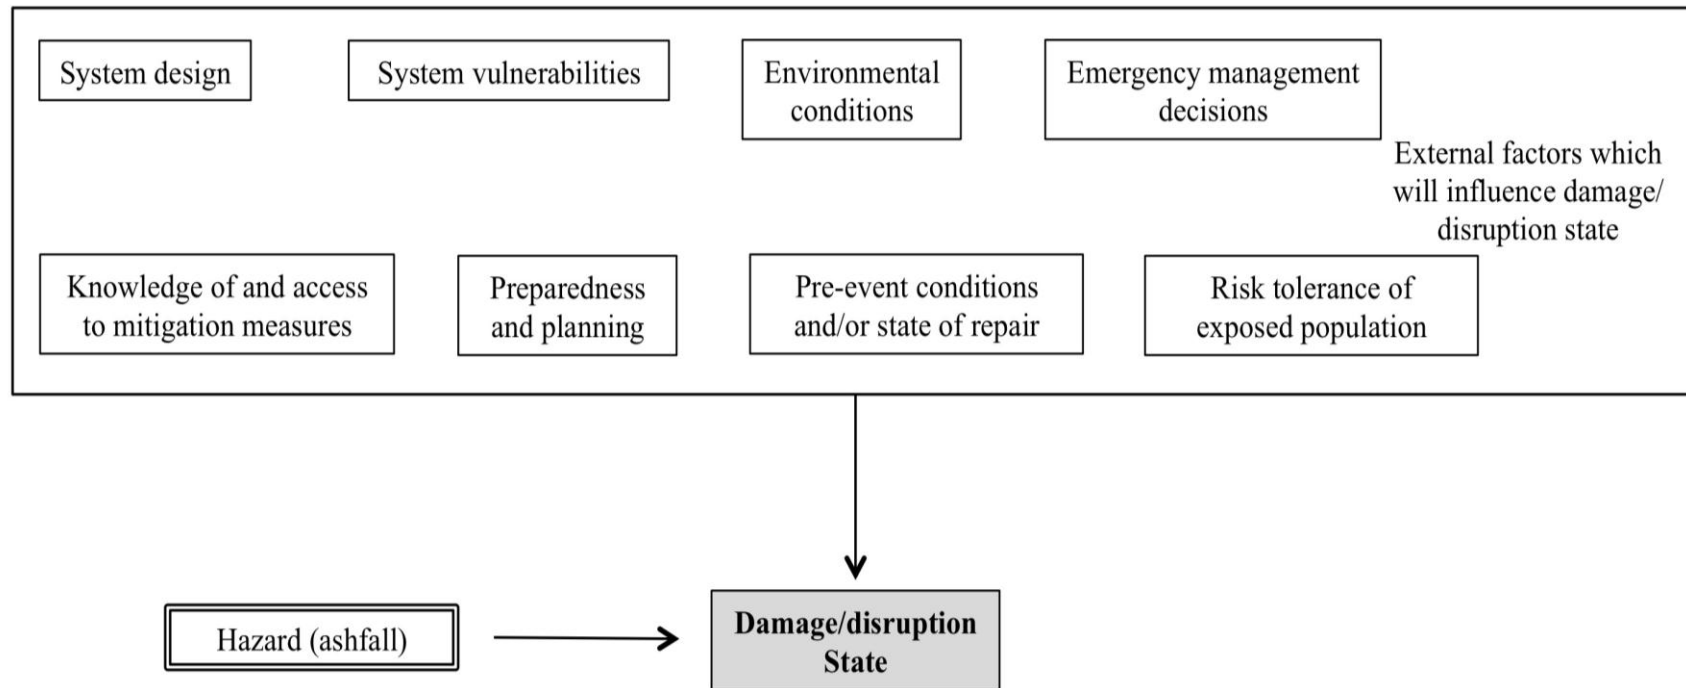 System design
System vulnerabilities
Environmental
conditions
Emergency management
decisions
External factors which
will influence damage/
disruption state
Knowledge of and access
to mitigation measures
Preparedness
and planning
Pre-event conditions
and/or state of repair
Risk tolerance of
exposed population
Hazard (ashfall)
Damage/disruption
State